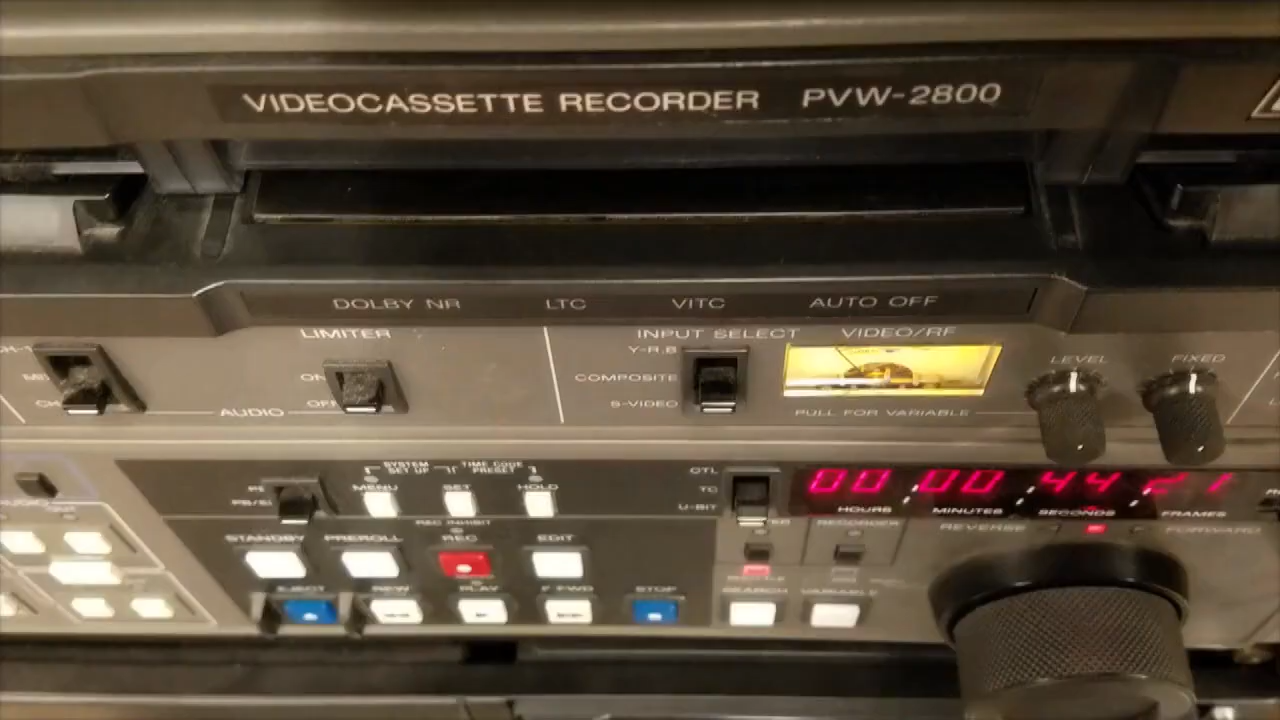 VIDEOCASSETTE RECORDER PVW-2800
DOLBY NR LTC VITC AUTO OFF
LIMITER
INPUT SELECT
VIDEO/RF
Y-R,B
COMPOSITE
S-VIDEO
LEVEL
FIXED
ON
OFF
AUDIO
PULL FOR VARIABLE
SYSTEM SET UP
TIME CODE PRESET
MENU SET HOLD
CTL
TC
U-BIT
00 00 44 21
HOURS MINUTES SECONDS FRAMES
REC INHIBIT
RECORDER
REVERSE FORWARD
STANDBY PREROLL REC EDIT
EJECT REW PLAY F FWD STOP
SEARCH VARIABLE